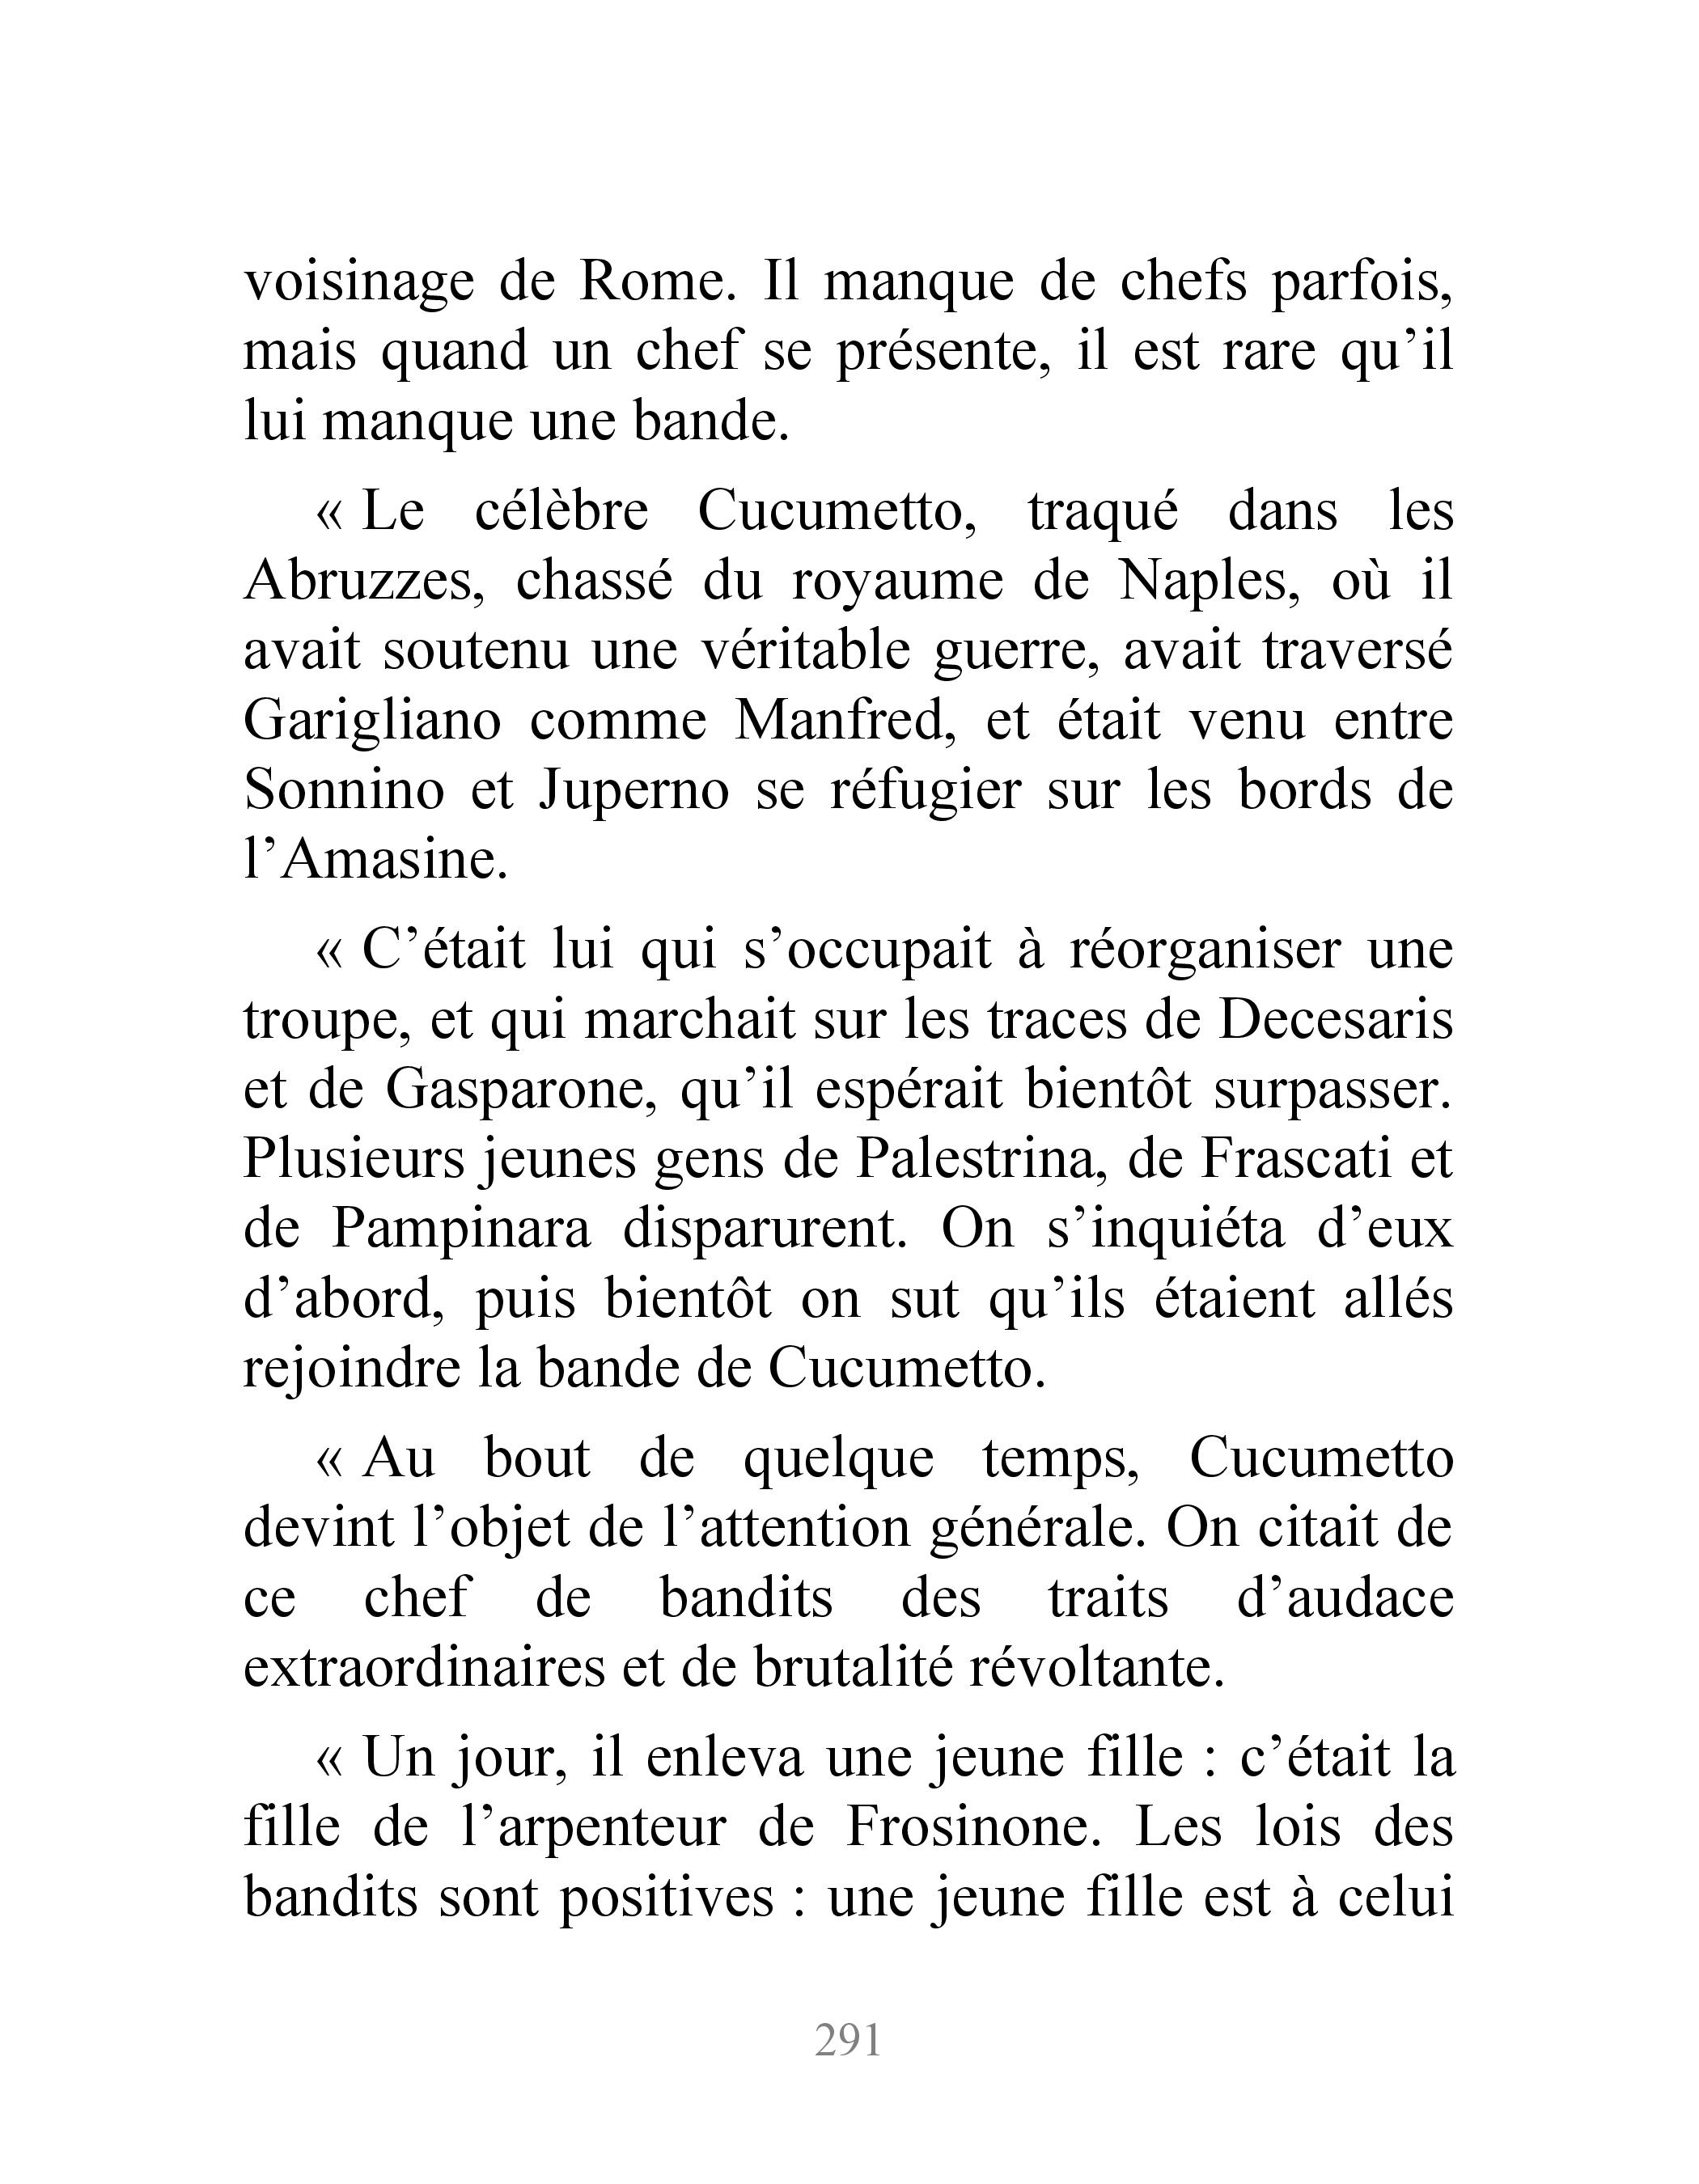 voisinage de Rome. Il manque de chefs parfois,
mais quand un chef se présente, il est rare qu’il
lui manque une bande.
« Le célèbre Cucumetto, traqué dans les
Abruzzes, chassé du royaume de Naples, où il
avait soutenu une véritable guerre, avait traversé
Garigliano comme Manfred, et était venu entre
Sonnino et Juperno se réfugier sur les bords de
l’Amasine.
« C’était lui qui s’occupait à réorganiser une
troupe, et qui marchait sur les traces de Decesaris
et de Gasparone, qu’il espérait bientôt surpasser.
Plusieurs jeunes gens de Palestrina, de Frascati et
de Pampinara disparurent. On s’inquiéta d’eux
d’abord, puis bientôt on sut qu’ils étaient allés
rejoindre la bande de Cucumetto.
« Au bout de quelque temps, Cucumetto
devint l’objet de l’attention générale. On citait de
ce chef de bandits des traits d’audace
extraordinaires et de brutalité révoltante.
« Un jour, il enleva une jeune fille : c’était la
fille de l’arpenteur de Frosinone. Les lois des
bandits sont positives : une jeune fille est à celui
291